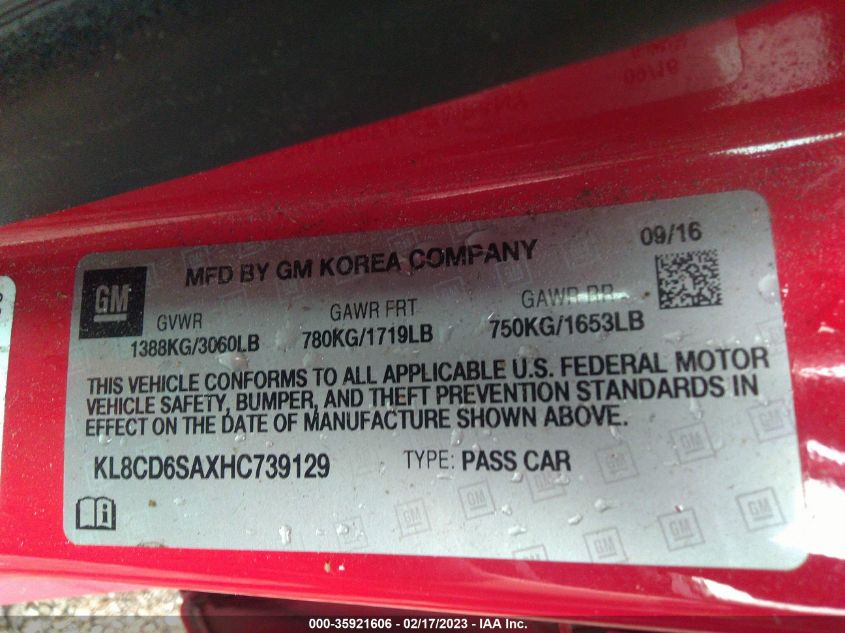 09/16
MFD BY GM KOREA COMPANY
GM
GVWR GAWR FRT GAWR RR
1388KG/3060LB 780KG/1719LB 750KG/1653LB
THIS VEHICLE CONFORMS TO ALL APPLICABLE U.S. FEDERAL MOTOR
VEHICLE SAFETY, BUMPER, AND THEFT PREVENTION STANDARDS IN
EFFECT ON THE DATE OF MANUFACTURE SHOWN ABOVE.
KL8CD6SAXHC739129 TYPE: PASS CAR
000-35921606 - 02/17/2023 - IAA Inc.